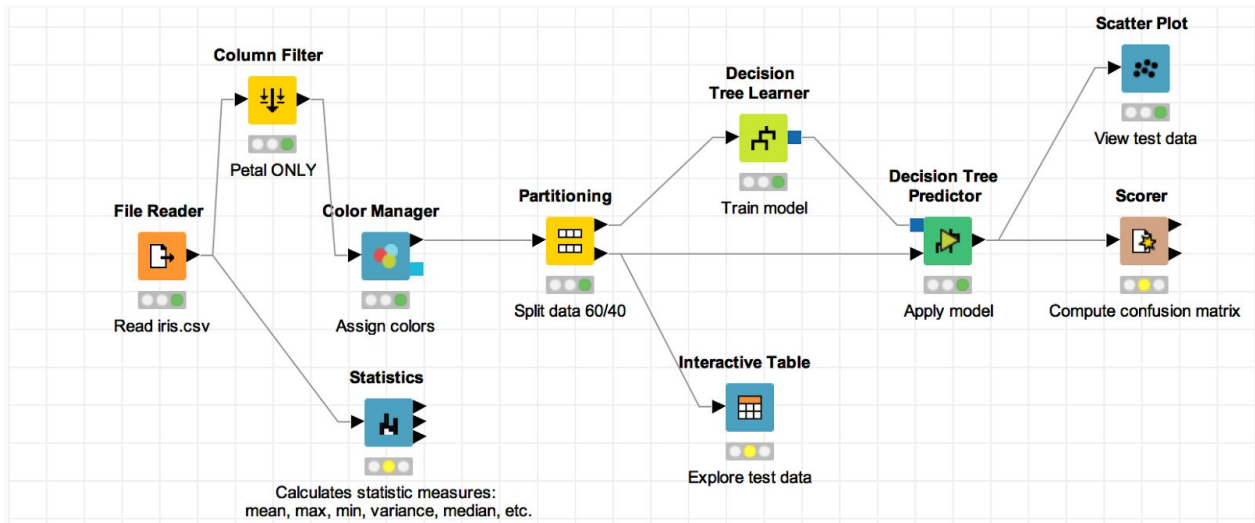 Scatter Plot
View test data
Column Filter
Petal ONLY
Decision
Tree Learner
Train model
File Reader
Read iris.csv
Color Manager
Assign colors
Partitioning
Split data 60/40
Decision Tree
Predictor
Apply model
Scorer
Compute confusion matrix
Statistics
Calculates statistic measures:
mean, max, min, variance, median, etc.
Interactive Table
Explore test data